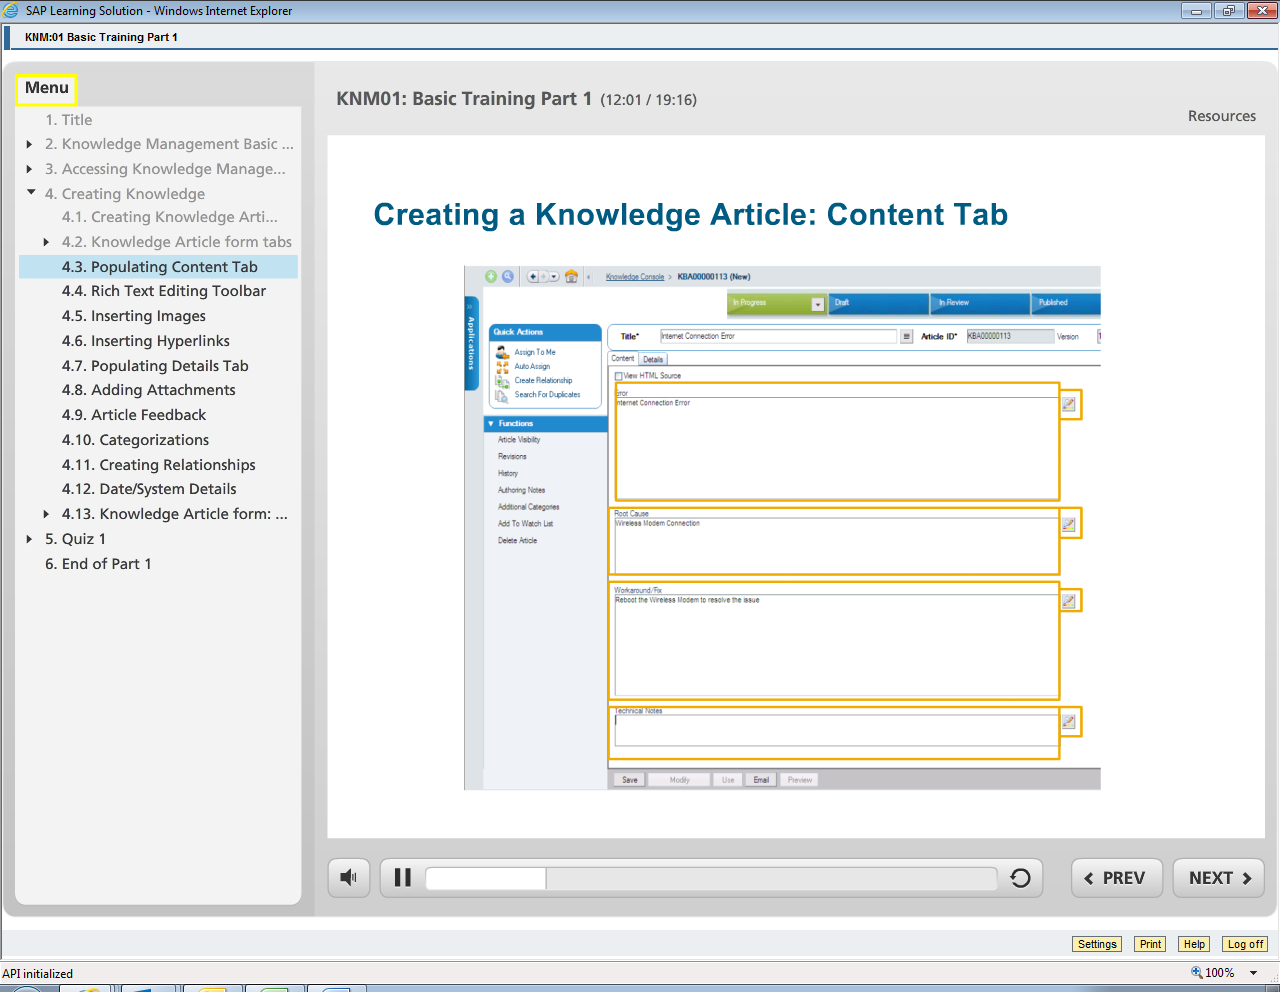 SAP Learning Solution - Windows Internet Explorer
KNM:01 Basic Training Part 1
Menu
1. Title
2. Knowledge Management Basic ...
3. Accessing Knowledge Manage...
4. Creating Knowledge
4.1. Creating Knowledge Arti...
4.2. Knowledge Article form tabs
4.3. Populating Content Tab
4.4. Rich Text Editing Toolbar
4.5. Inserting Images
4.6. Inserting Hyperlinks
4.7. Populating Details Tab
4.8. Adding Attachments
4.9. Article Feedback
4.10. Categorizations
4.11. Creating Relationships
4.12. Date/System Details
4.13. Knowledge Article form: ...
5. Quiz 1
6. End of Part 1
KNM01: Basic Training Part 1 (12:01 / 19:16)
Resources
Creating a Knowledge Article: Content Tab
Knowledge Console > KBA00000113 (New)
In Progress Draft In Review Published
Applications
Quick Actions
Assign To Me
Auto Assign
Create Relationship
Search For Duplicates
Functions
Article Visibility
Revisions
History
Authoring Notes
Additional Categories
Add To Watch List
Delete Article
Title* Internet Connection Error Article ID* KBA00000113 Version
Content Details
View HTML Source
Error
Internet Connection Error
Root Cause
Wireless Modem Connection
Workaround/Fix
Reboot the Wireless Modem to resolve the issue
Technical Notes
Save Modify Use Email Preview
PREV NEXT
Settings Print Help Log off
API initialized
100%